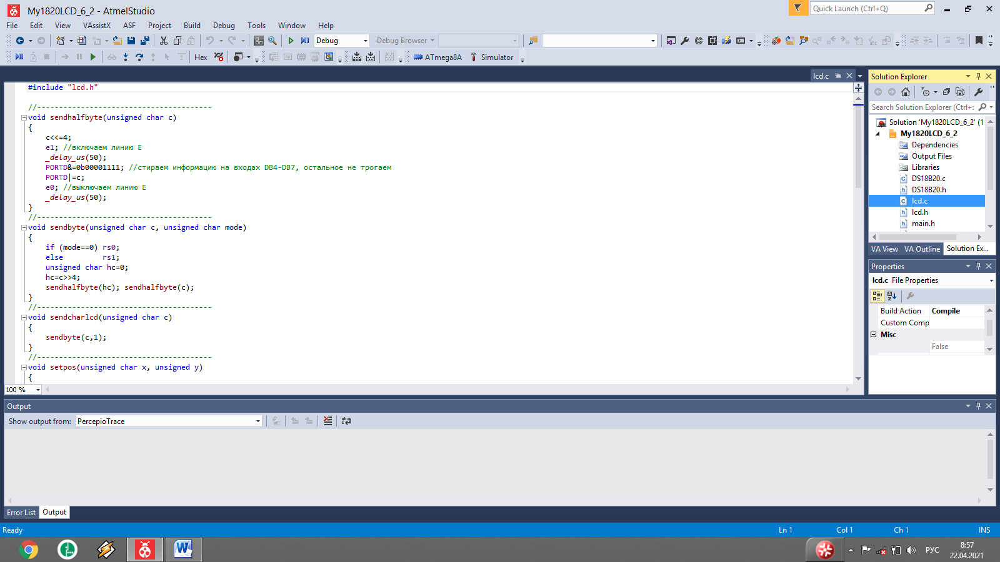 My1820LCD_6_2 - AtmelStudio
Quick Launch (Ctrl+Q)
File Edit View VAssistX ASF Project Build Debug Tools Window Help
Debug Debug Browser
Hex ATmega8A Simulator
lcd.c
#include "lcd.h"
//----------------------------------------
void sendhalfbyte(unsigned char c)
{
c<<=4;
e1; //включаем линию E
_delay_us(50);
PORTD&=0b00001111; //стираем информацию на входах DB4-DB7, остальное не трогаем
PORTD|=c;
e0; //выключаем линию E
_delay_us(50);
}
//----------------------------------------
void sendbyte(unsigned char c, unsigned char mode)
{
if (mode==0) rs0;
else rs1;
unsigned char hc=0;
hc=c>>4;
sendhalfbyte(hc); sendhalfbyte(c);
}
//----------------------------------------
void sendcharlcd(unsigned char c)
{
sendbyte(c,1);
}
//----------------------------------------
void setpos(unsigned char x, unsigned y)
{
100 %
Solution Explorer
Search Solution Explorer (Ctrl+;
Solution 'My1820LCD_6_2' (1
My1820LCD_6_2
Dependencies
Output Files
Libraries
DS18B20.c
DS18B20.h
lcd.c
lcd.h
main.h
VA View VA Outline Solution Ex...
Properties
lcd.c File Properties
Build Action Compile
Custom Comp
Misc
False
Output
Show output from: PercepioTrace
Error List Output
Ready Ln 1 Col 1 Ch 1 INS
РУС
8:57
22.04.2021